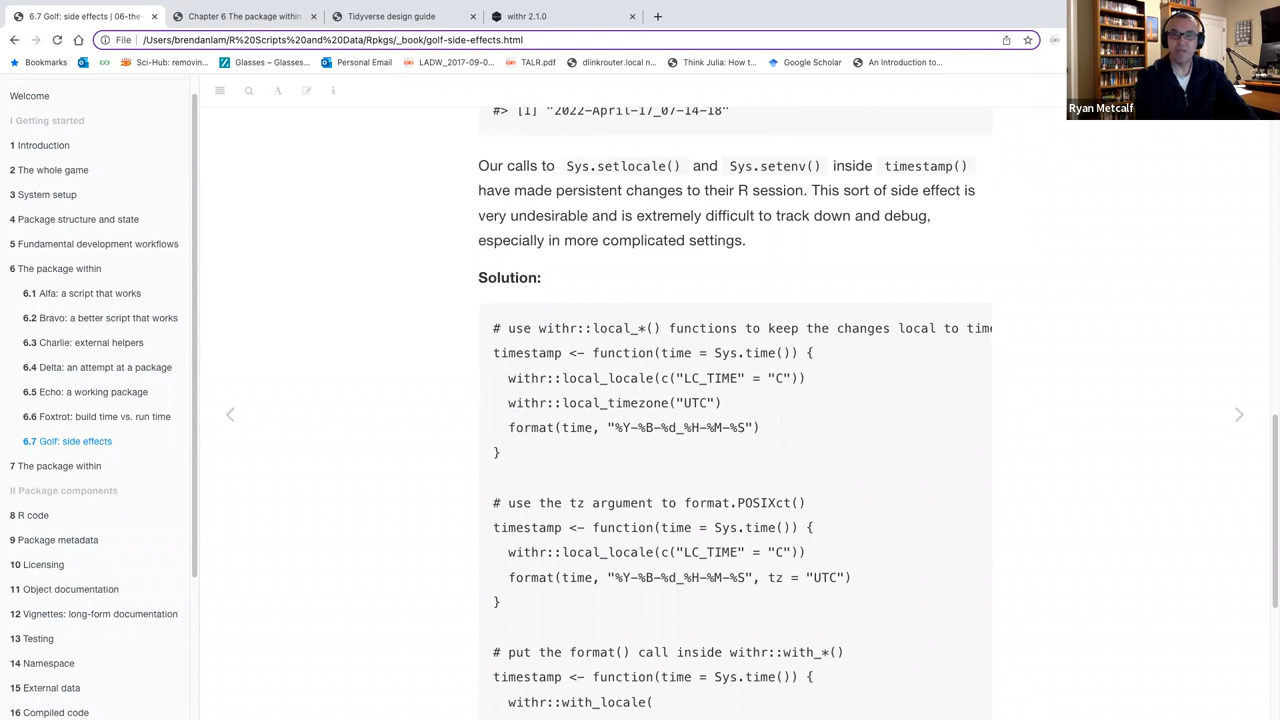 6.7 Golf: side effects | 06-the-
Chapter 6 The package within
Tidyverse design guide
withr 2.1.0
File
/Users/brendanlam/R%20Scripts%20and%20Data/Rpkgs/_book/golf-side-effects.html
Bookmarks
Sci-Hub: removin...
Glasses – Glasses...
Personal Email
LADW_2017-09-0...
TALR.pdf
dlinkrouter.local n...
Think Julia: How t...
Google Scholar
An Introduction to...
Ryan Metcalf
Welcome
I Getting started
1 Introduction
2 The whole game
3 System setup
4 Package structure and state
5 Fundamental development workflows
6 The package within
6.1 Alfa: a script that works
6.2 Bravo: a better script that works
6.3 Charlie: external helpers
6.4 Delta: an attempt at a package
6.5 Echo: a working package
6.6 Foxtrot: build time vs. run time
6.7 Golf: side effects
7 The package within
II Package components
8 R code
9 Package metadata
10 Licensing
11 Object documentation
12 Vignettes: long-form documentation
13 Testing
14 Namespace
15 External data
16 Compiled code
#> [1] "2022-April-17_07-14-18"
Our calls to Sys.setlocale() and Sys.setenv() inside timestamp()
have made persistent changes to their R session. This sort of side effect is
very undesirable and is extremely difficult to track down and debug,
especially in more complicated settings.
Solution:
# use withr::local_*() functions to keep the changes local to time
timestamp <- function(time = Sys.time()) {
withr::local_locale(c("LC_TIME" = "C"))
withr::local_timezone("UTC")
format(time, "%Y-%B-%d_%H-%M-%S")
}
# use the tz argument to format.POSIXct()
timestamp <- function(time = Sys.time()) {
withr::local_locale(c("LC_TIME" = "C"))
format(time, "%Y-%B-%d_%H-%M-%S", tz = "UTC")
}
# put the format() call inside withr::with_*()
timestamp <- function(time = Sys.time()) {
withr::with_locale(